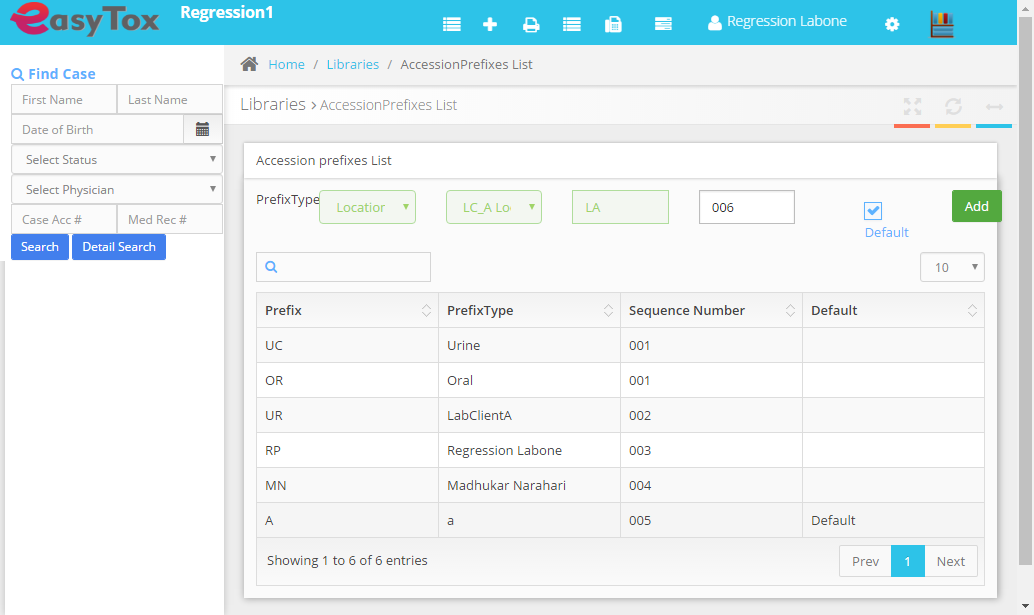 easyTox
Regression1
Regression Labone
Find Case
First Name
Last Name
Date of Birth
Select Status
Select Physician
Case Acc #
Med Rec #
Search
Detail Search
Home / Libraries / AccessionPrefixes List
Libraries > AccessionPrefixes List
Accession prefixes List
PrefixType
Location
LC_A Lo
LA
006
Default
Add
10
Prefix PrefixType Sequence Number Default
UC Urine 001
OR Oral 001
UR LabClientA 002
RP Regression Labone 003
MN Madhukar Narahari 004
A a 005 Default
Showing 1 to 6 of 6 entries
Prev 1 Next